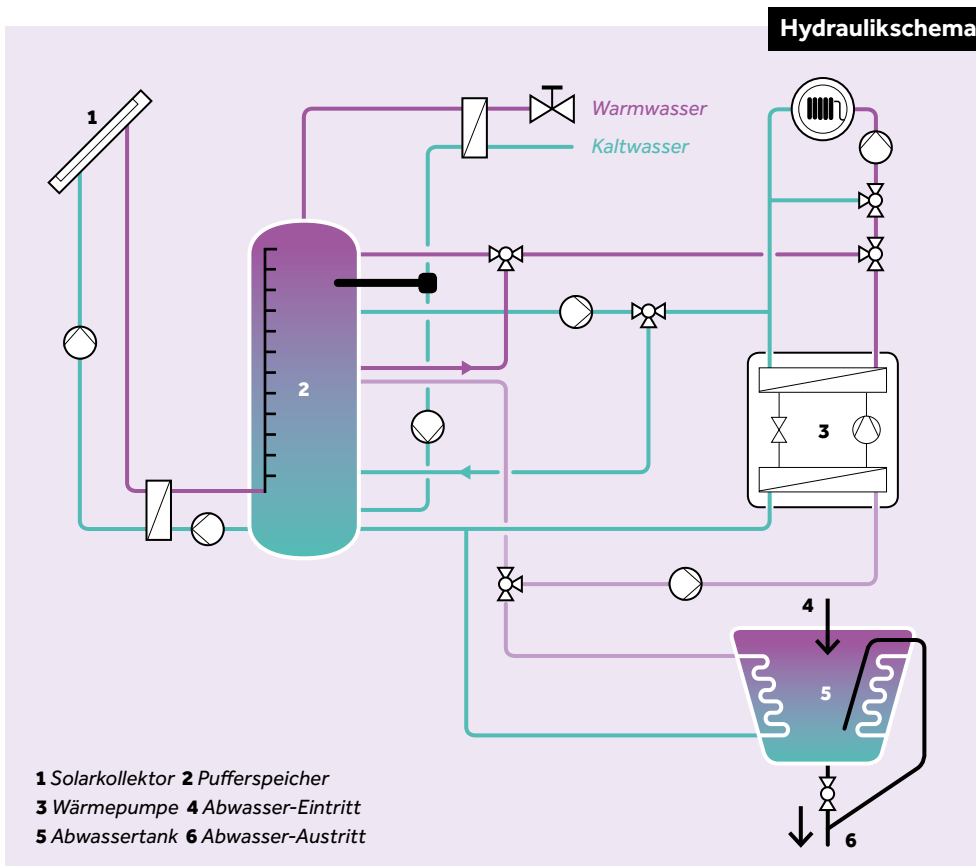 Hydraulikschema
1
Warmwasser
Kaltwasser
2
3
4
5
6
1 Solarkollektor 2 Pufferspeicher
3 Wärmepumpe 4 Abwasser-Eintritt
5 Abwassertank 6 Abwasser-Austritt